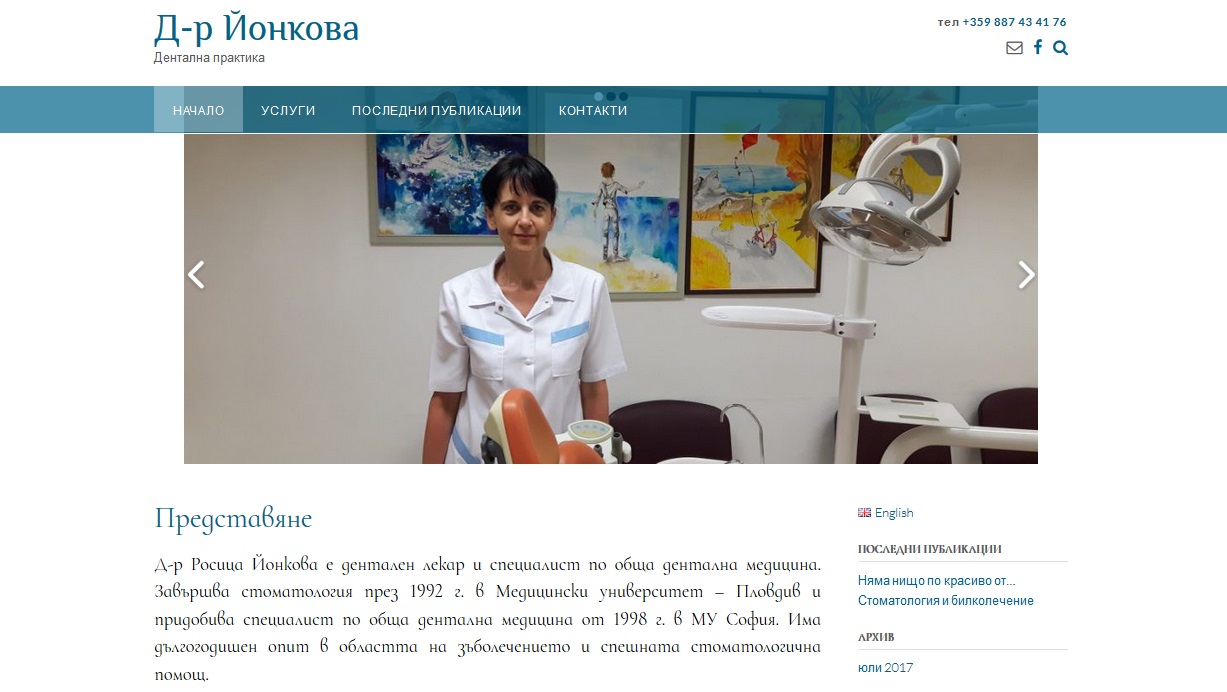 Д-р Йонкова
Дентална практика
тел +359 887 43 41 76
НАЧАЛО
УСЛУГИ
ПОСЛЕДНИ ПУБЛИКАЦИИ
КОНТАКТИ
Представяне
Д-р Росица Йонкова е дентален лекар и специалист по обща дентална медицина.
Завършва стоматология през 1992 г. в Медицински университет – Пловдив и
придобива специалист по обща дентална медицина от 1998 г. в МУ София. Има
дългогодишен опит в областта на зъболечението и спешната стоматологична
помощ.
English
ПОСЛЕДНИ ПУБЛИКАЦИИ
Няма нищо по красиво от...
Стоматология и билколечение
АРХИВ
юли 2017